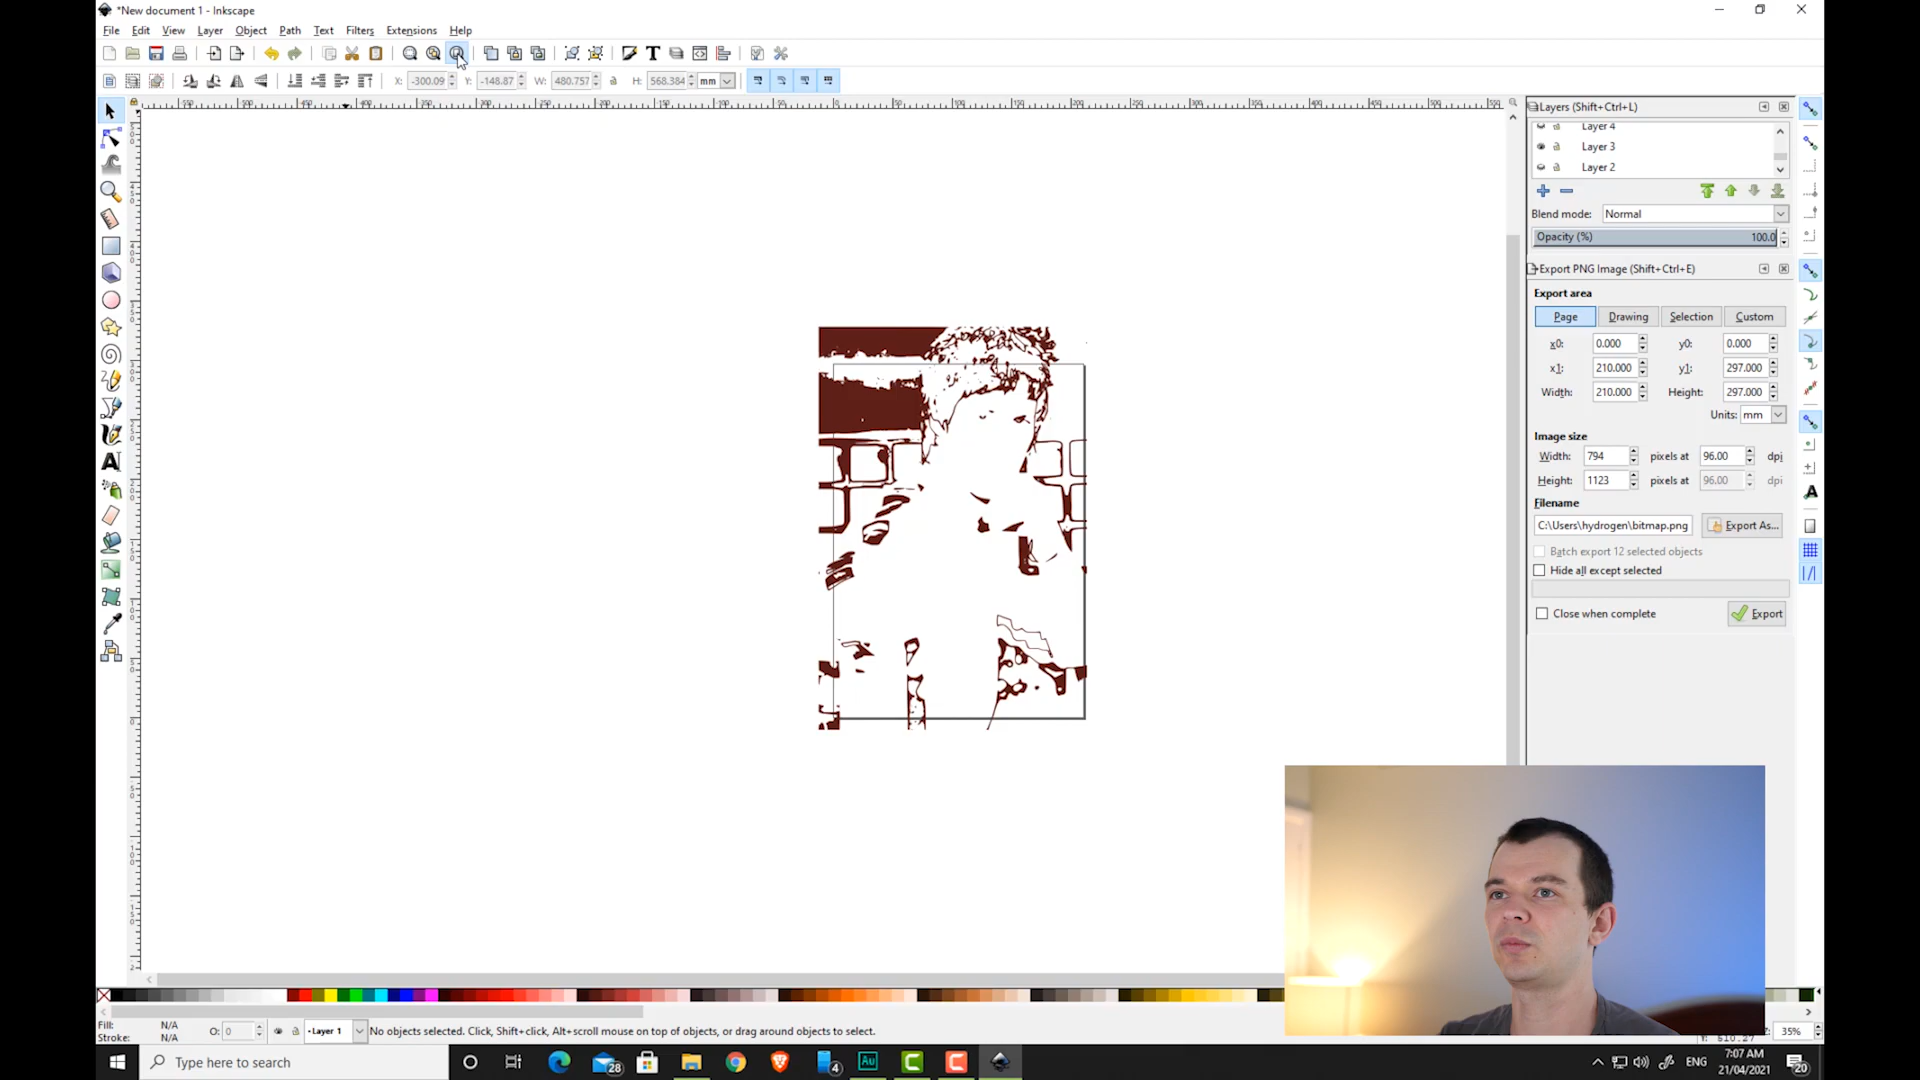 *New document 1 - Inkscape
File Edit View Layer Object Path Text Filters Extensions Help
X: -300.09 Y: -148.87 W: 480.757 H: 568.384 mm
Layers (Shift+Ctrl+L)
Layer 4
Layer 3
Layer 2
Blend mode: Normal
Opacity (%) 100.0
Export PNG Image (Shift+Ctrl+E)
Export area
Page Drawing Selection Custom
x0: 0.000 y0: 0.000
x1: 210.000 y1: 297.000
Width: 210.000 Height: 297.000
Units: mm
Image size
Width: 794 pixels at 96.00 dpi
Height: 1123 pixels at 96.00 dpi
Filename
C:\Users\hydrogen\bitmap.png Export As...
Batch export 12 selected objects
Hide all except selected
Close when complete Export
Fill: N/A
Stroke: N/A
O: 0
Layer 1
No objects selected. Click, Shift+click, Alt+scroll mouse on top of objects, or drag around objects to select.
35%
Type here to search
28
4
Au
ENG
7:07 AM
21/04/2021
20